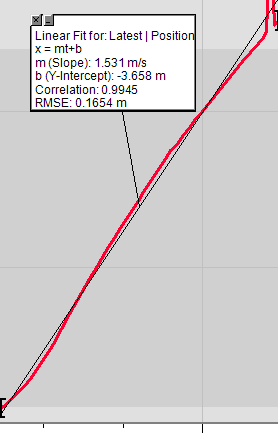 Linear Fit for: Latest | Position
x = mt+b
m (Slope): 1.531 m/s
b (Y-Intercept): -3.658 m
Correlation: 0.9945
RMSE: 0.1654 m